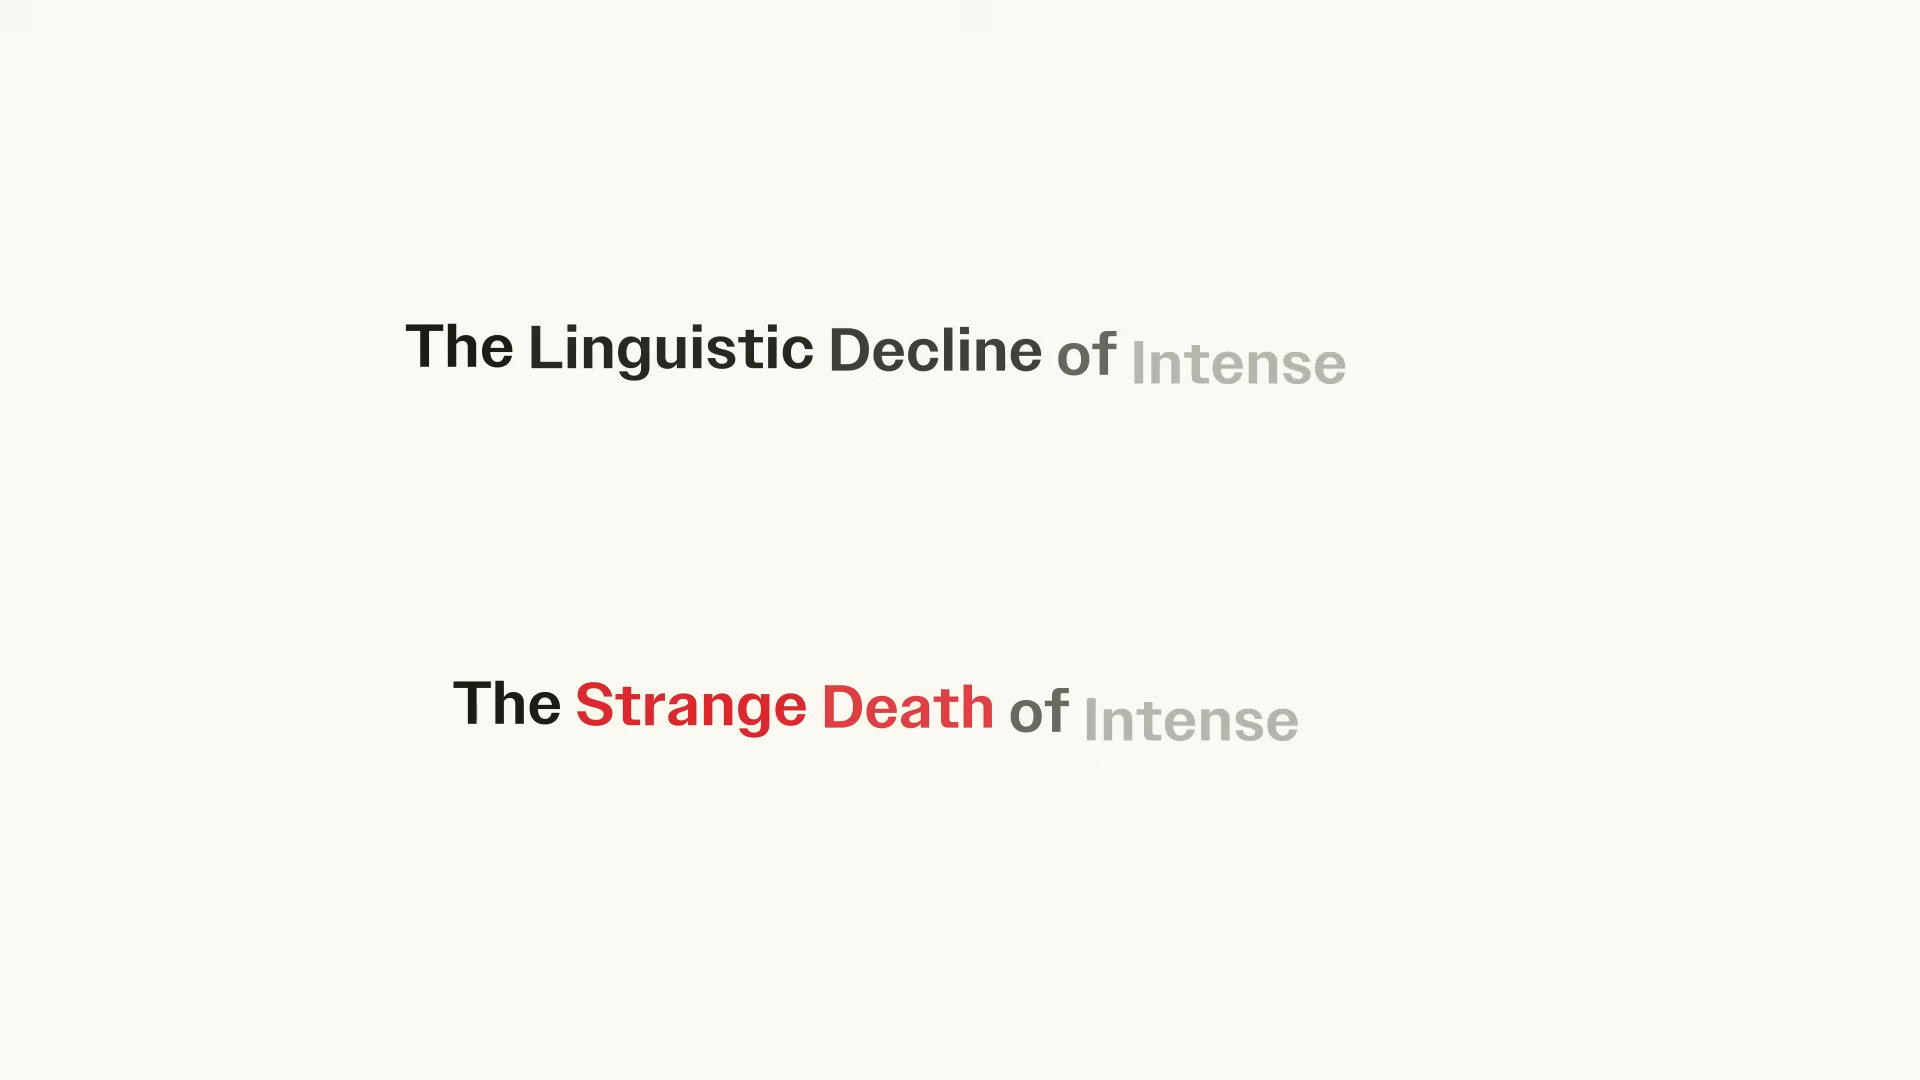 The Linguistic Decline of Intense
The Strange Death of Intense